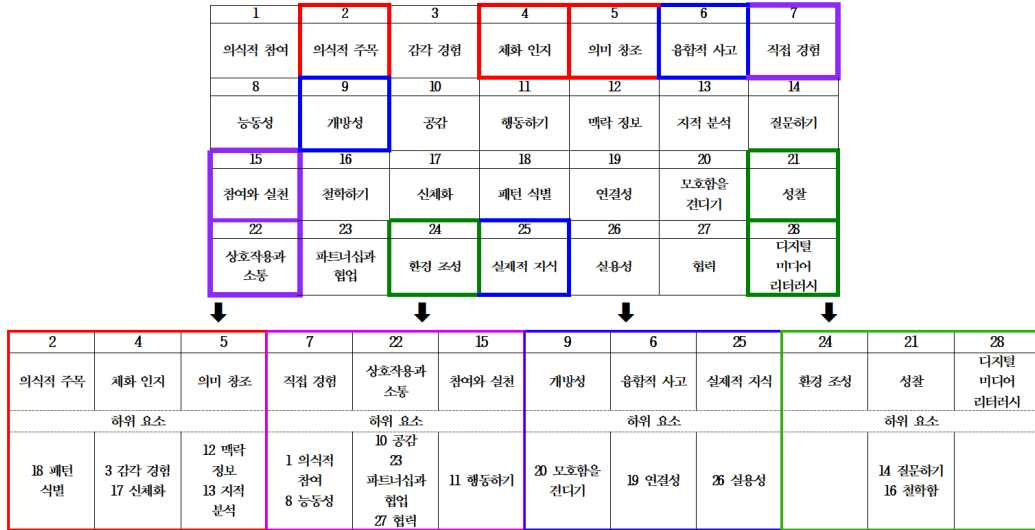 1 2 3 4 5 6 7
의식적 참여 의식적 주목 감각 경험 체화 인지 의미 창조 융합적 사고 직접 경험
8 9 10 11 12 13 14
능동성 개방성 공감 행동하기 맥락 정보 지적 분석 질문하기
15 16 17 18 19 20 21
참여와 실천 철학하기 신체화 패턴 식별 연결성 모호함을 견디기 성찰
22 23 24 25 26 27 28
상호작용과 소통 파트너십과 협업 환경 조성 실제적 지식 실용성 협력 디지털 미디어 리터러시
2 4 5 7 22 15 9 6 25 24 21 28
의식적 주목 체화 인지 의미 창조 직접 경험 상호작용과 소통 참여와 실천 개방성 융합적 사고 실제적 지식 환경 조성 성찰 디지털 미디어 리터러시
하위 요소 하위 요소 하위 요소 하위 요소
18 패턴 식별
3 감각 경험
17 신체화
12 맥락 정보
13 지적 분석
1 의식적 참여
8 능동성
10 공감
23 파트너십과 협업
27 협력
11 행동하기
20 모호함을 견디기
19 연결성
26 실용성
14 질문하기
16 철학함